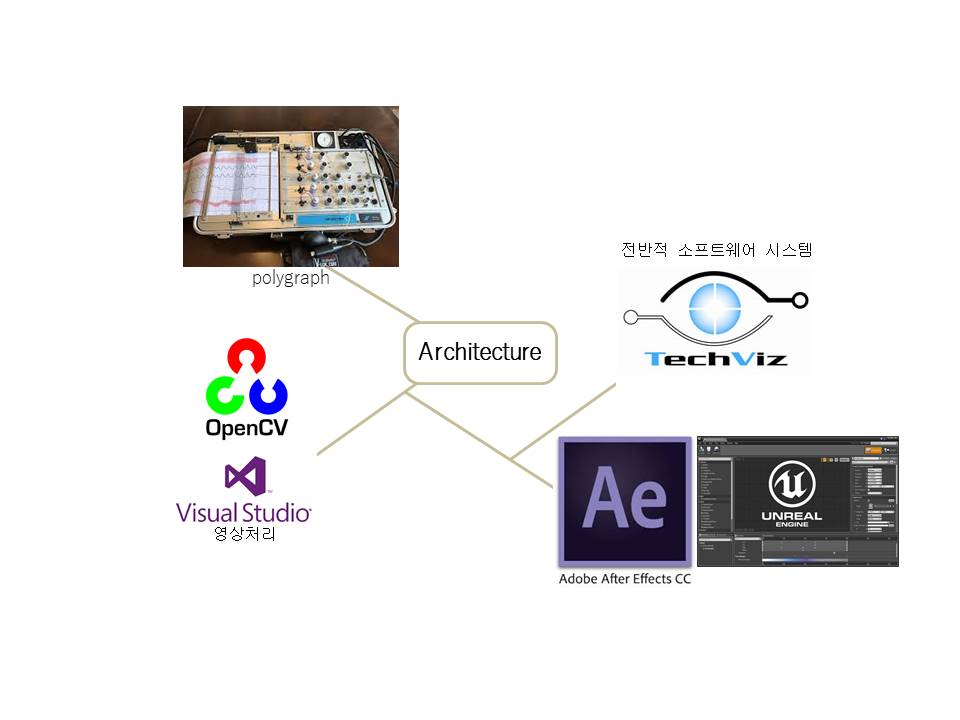 polygraph
전반적 소프트웨어 시스템
TechViz
Architecture
OpenCV
Visual Studio
영상처리
Ae
Adobe After Effects CC
UNREAL
ENGINE